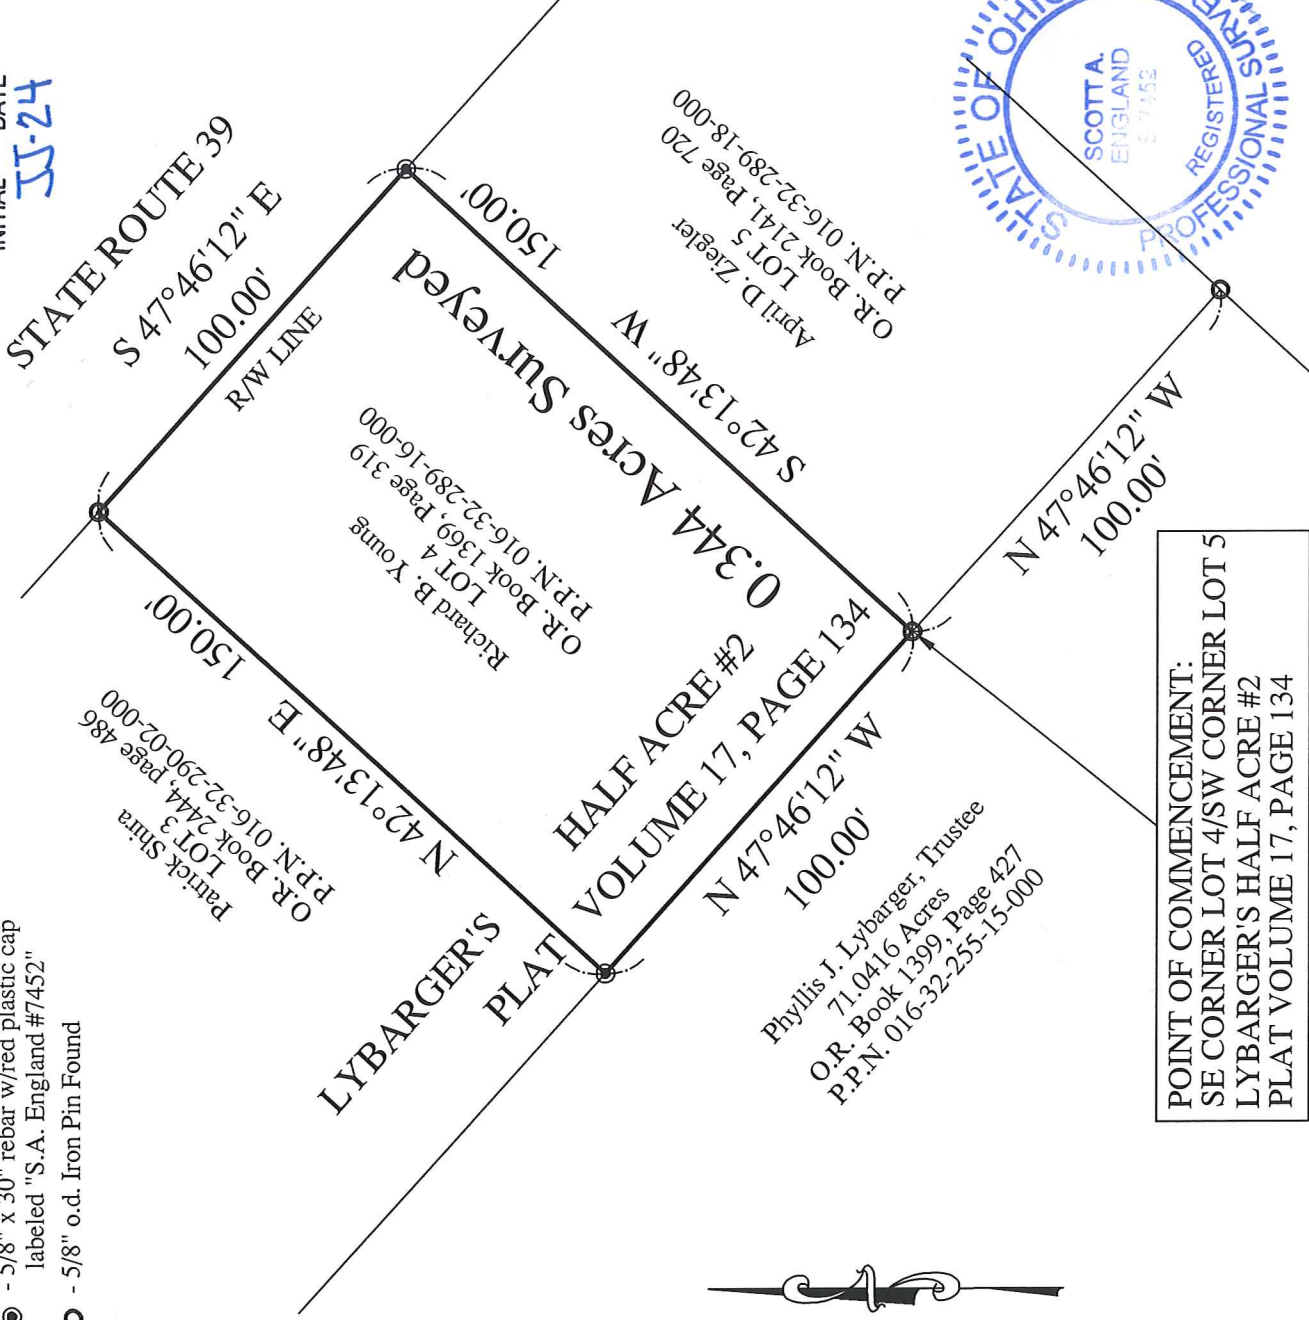 INITIAL DATE
JJ-24
- 5/8" x 30" rebar w/red plastic cap
labeled "S.A. England #7452"
- 5/8" o.d. Iron Pin Found
STATE ROUTE 39
S 47°46'12" E
100.00'
R/W LINE
150.00'
S 42°13'48" W
April D. Ziegler
LOT 5
O.R. Book 2141, Page 720
P.P.N. 016-32-289-18-000
0.344 Acres Surveyed
Richard B. Young
LOT 4
O.R. Book 1369, Page 319
P.P.N. 016-32-289-16-000
150.00'
N 42°13'48" E
Patrick Shira
LOT 3
O.R. Book 2444, page 486
P.P.N. 016-32-290-02-000
LYBARGER'S HALF ACRE #2
PLAT VOLUME 17, PAGE 134
N 47°46'12" W
100.00'
Phyllis J. Lybarger, Trustee
71.0416 Acres
O.R. Book 1399, Page 427
P.P.N. 016-32-255-15-000
N 47°46'12" W
100.00'
POINT OF COMMENCEMENT:
SE CORNER LOT 4/SW CORNER LOT 5
LYBARGER'S HALF ACRE #2
PLAT VOLUME 17, PAGE 134
STATE OF
SCOTT A.
ENGLAND
S-7452
REGISTERED
PROFESSIONAL